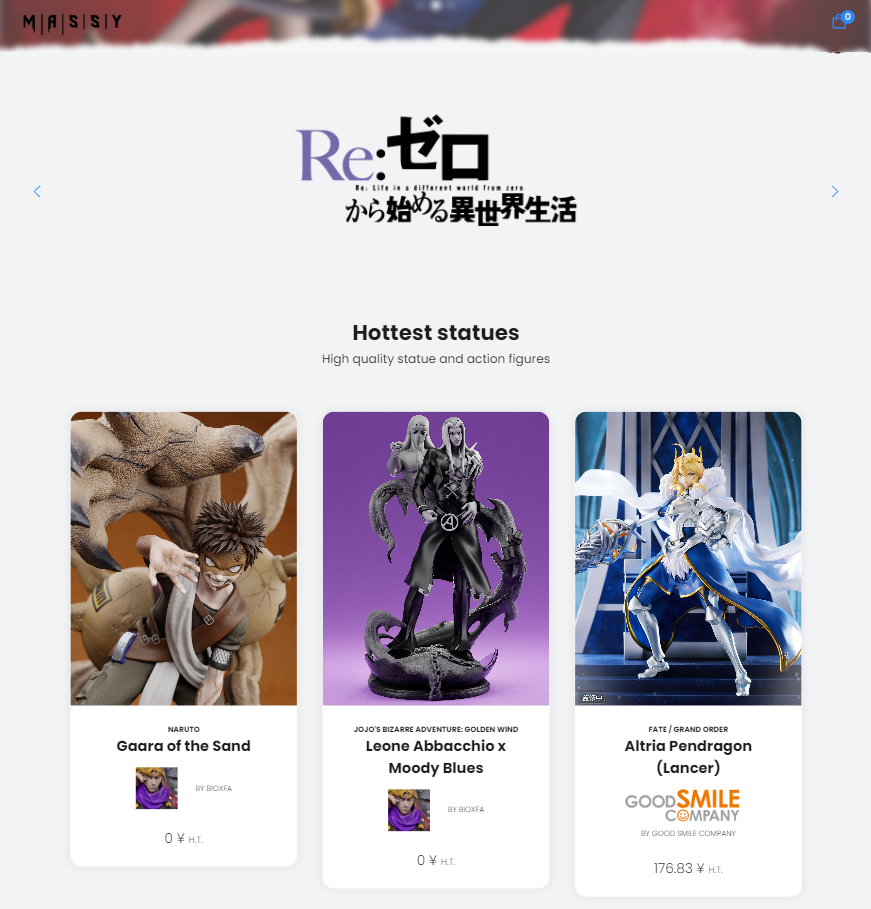 M|A|S|S|Y
0
Re:ゼロ
Re: Life in a different world from zero
から始める異世界生活
Hottest statues
High quality statue and action figures
NARUTO
Gaara of the Sand
BY BIOXFA
0 ¥ H.T.
JOJO'S BIZARRE ADVENTURE: GOLDEN WIND
Leone Abbacchio x
Moody Blues
BY BIOXFA
0 ¥ H.T.
監修中
FATE / GRAND ORDER
Altria Pendragon
(Lancer)
GOOD SMILE
COMPANY
BY GOOD SMILE COMPANY
176.83 ¥ H.T.